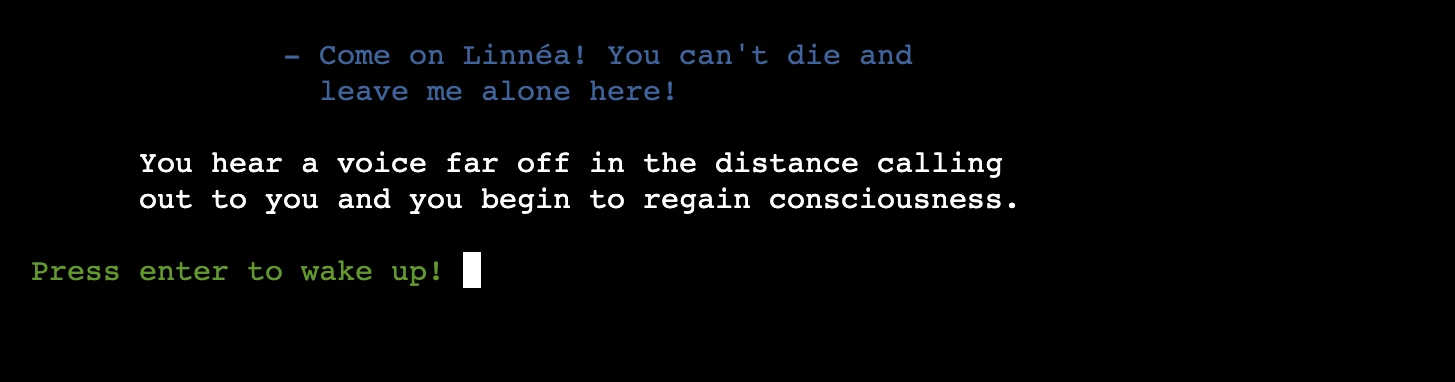 - Come on Linnéa! You can't die and
leave me alone here!
You hear a voice far off in the distance calling
out to you and you begin to regain consciousness.
Press enter to wake up!